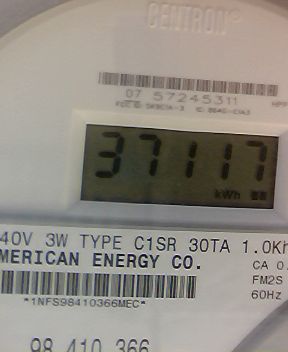 CENTRON®
07 57245311
37117
kWh
40V 3W TYPE C1SR 30TA 1.0Kh
MERICAN ENERGY CO.
CA 0.
FM2S
60Hz
*1NFS98410366MEC*
98 410 366